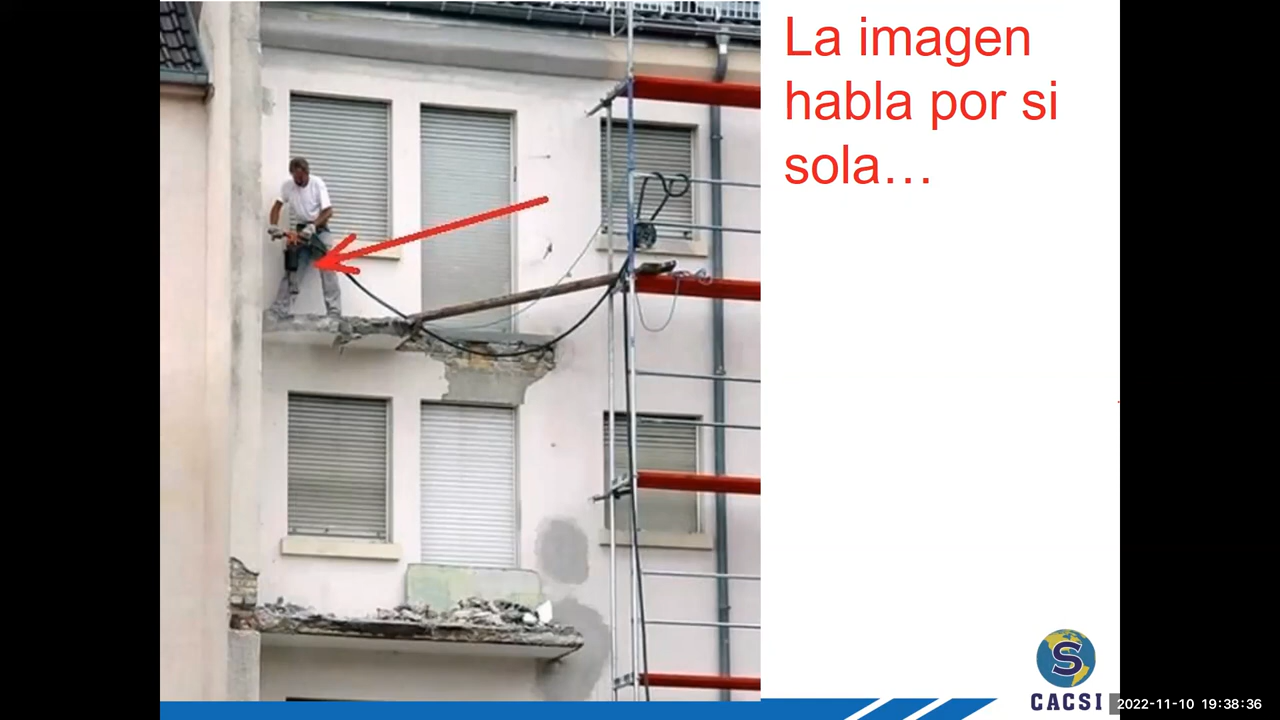 La imagen
habla por si
sola...
S
CACSI
2022-11-10 19:38:36